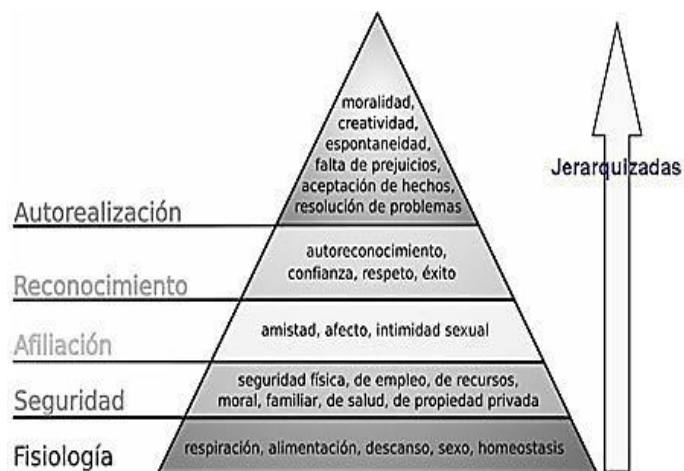 moralidad,
creatividad,
espontaneidad,
falta de prejuicios,
aceptación de hechos,
resolución de problemas
Autorealización
autoreconocimiento,
confianza, respeto, éxito
Reconocimiento
amistad, afecto, intimidad sexual
Afiliación
seguridad física, de empleo, de recursos,
moral, familiar, de salud, de propiedad privada
Seguridad
respiración, alimentación, descanso, sexo, homeostasis
Fisiología
Jerarquizadas